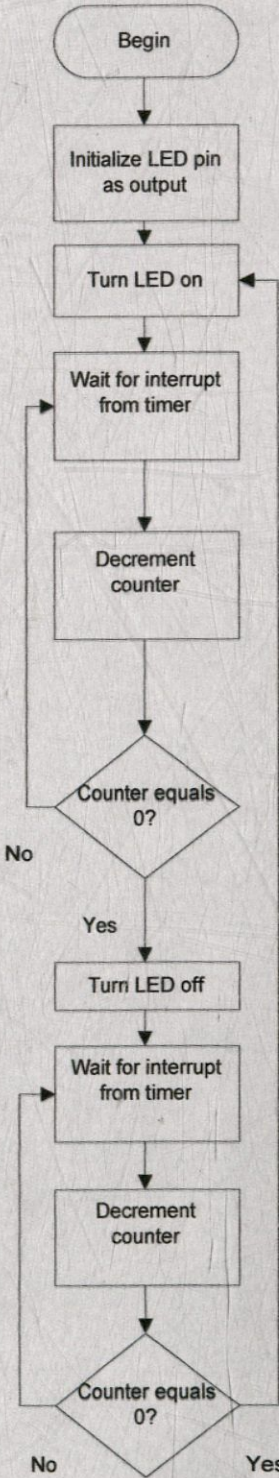 Begin
Initialize LED pin
as output
Turn LED on
Wait for interrupt
from timer
Decrement
counter
Counter equals
0?
No
Yes
Turn LED off
Wait for interrupt
from timer
Decrement
counter
Counter equals
0?
No
Yes